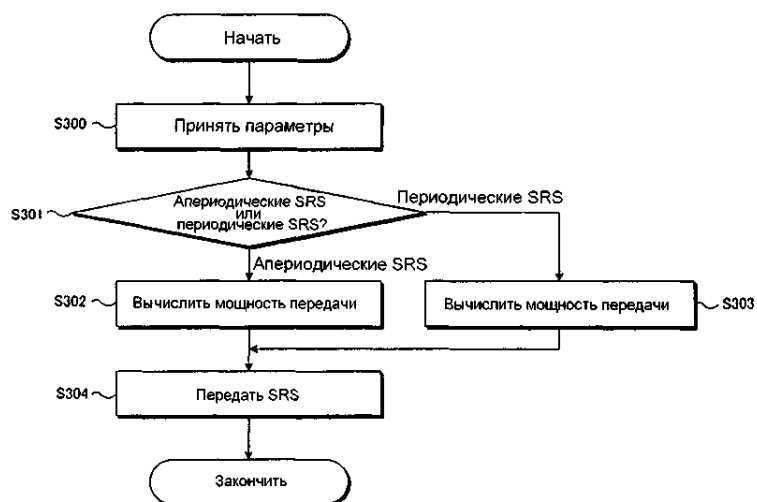 Начать
S300
Принять параметры
S301
Апериодические SRS
или
периодические SRS?
Периодические SRS
Апериодические SRS
S302
Вычислить мощность передачи
Вычислить мощность передачи
S303
S304
Передать SRS
Закончить